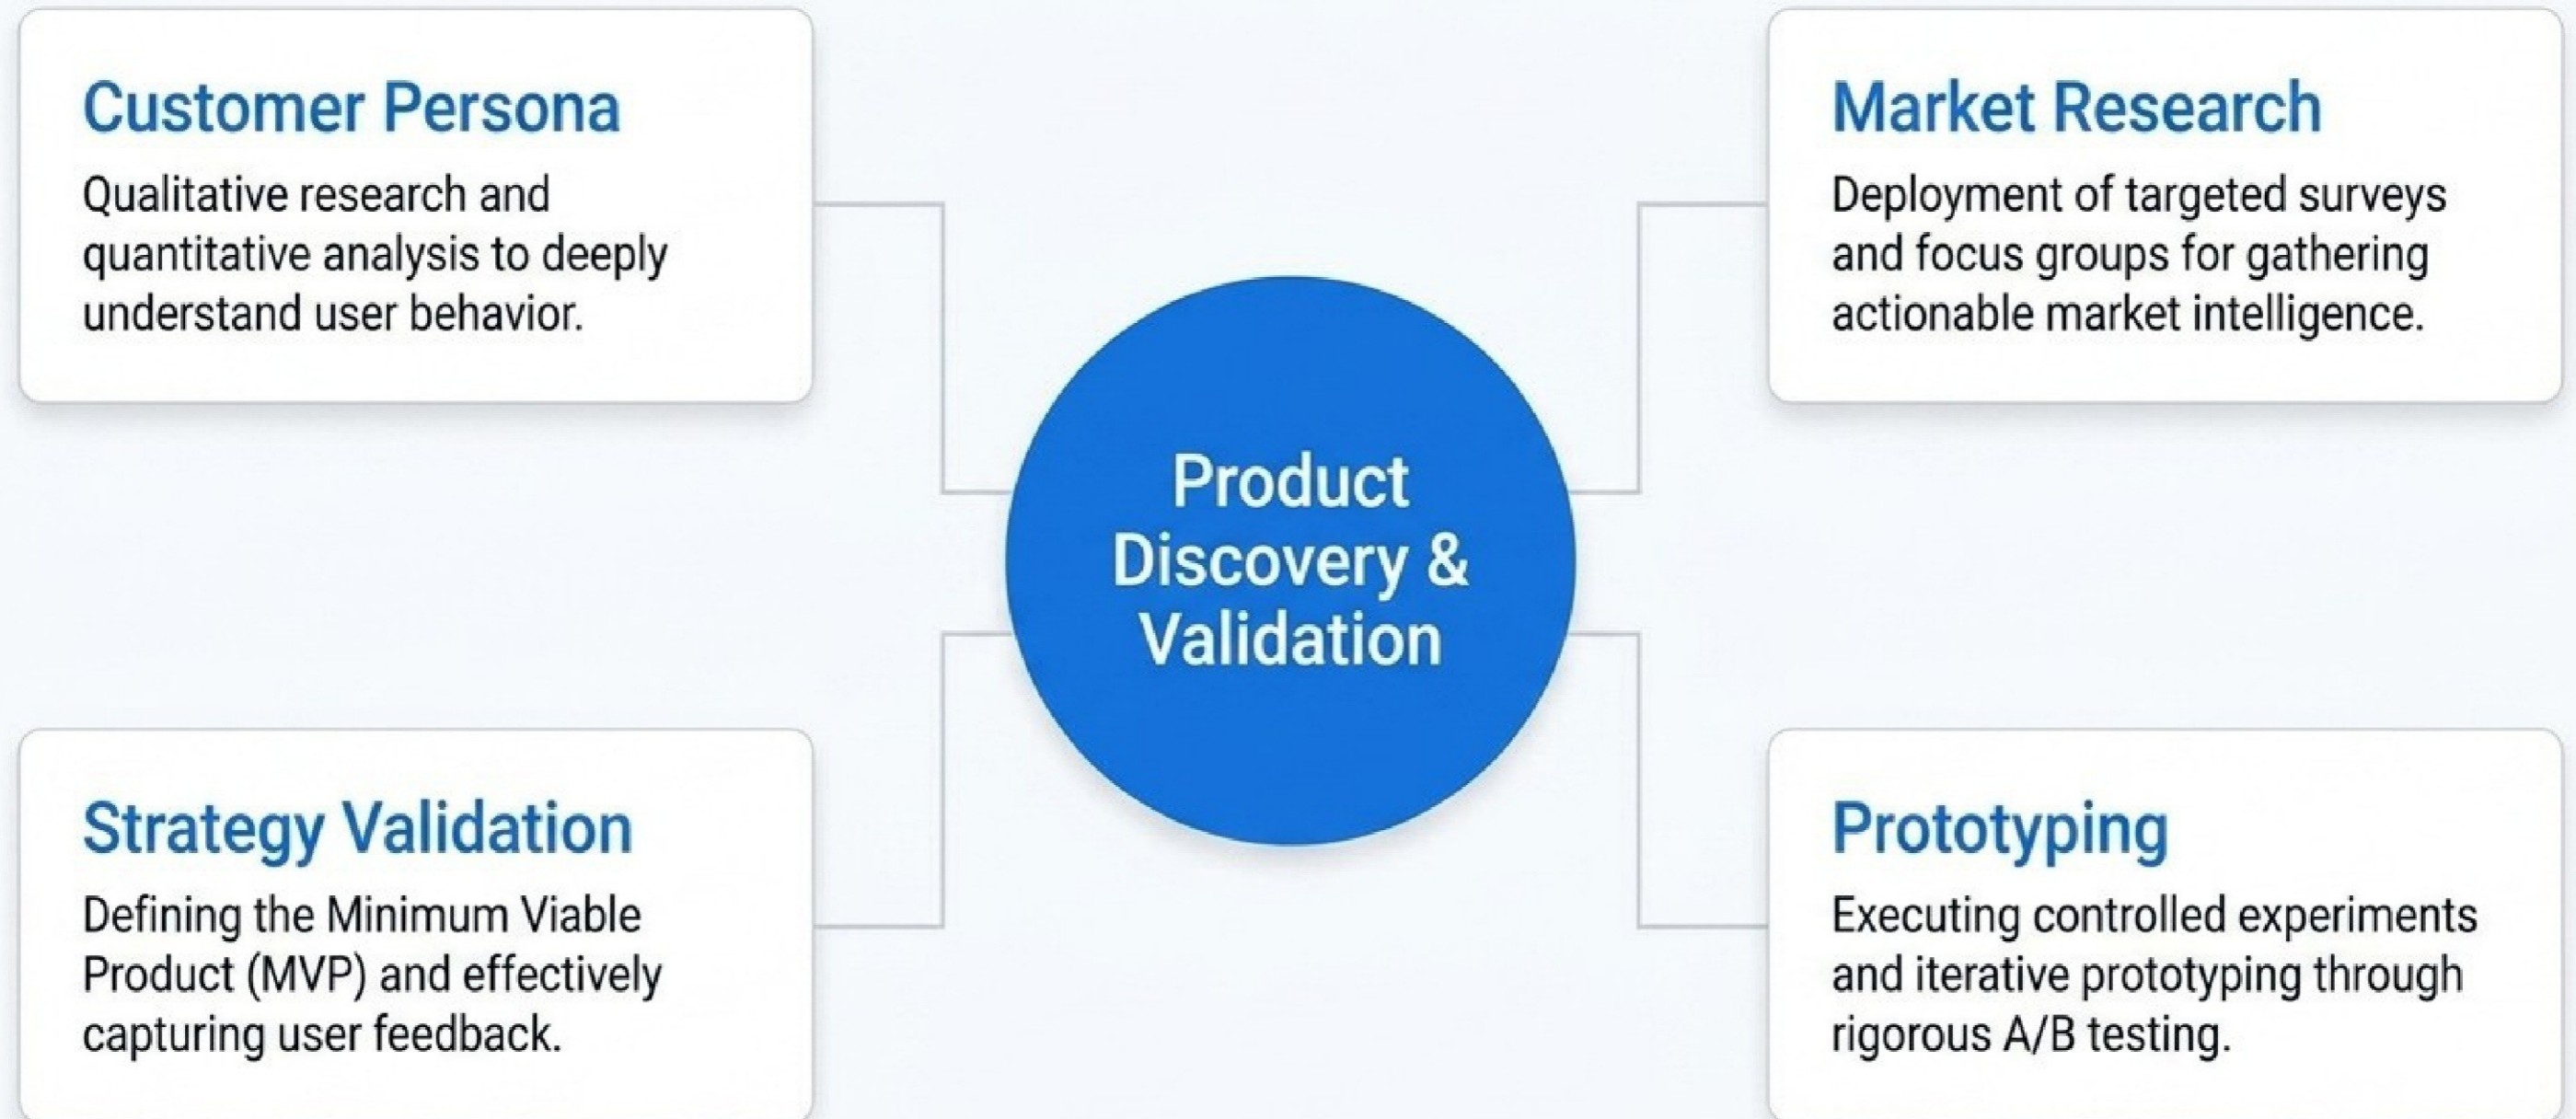 Customer Persona
Qualitative research and
quantitative analysis to deeply
understand user behavior.
Market Research
Deployment of targeted surveys
and focus groups for gathering
actionable market intelligence.
Product
Discovery &
Validation
Strategy Validation
Defining the Minimum Viable
Product (MVP) and effectively
capturing user feedback.
Prototyping
Executing controlled experiments
and iterative prototyping through
rigorous A/B testing.